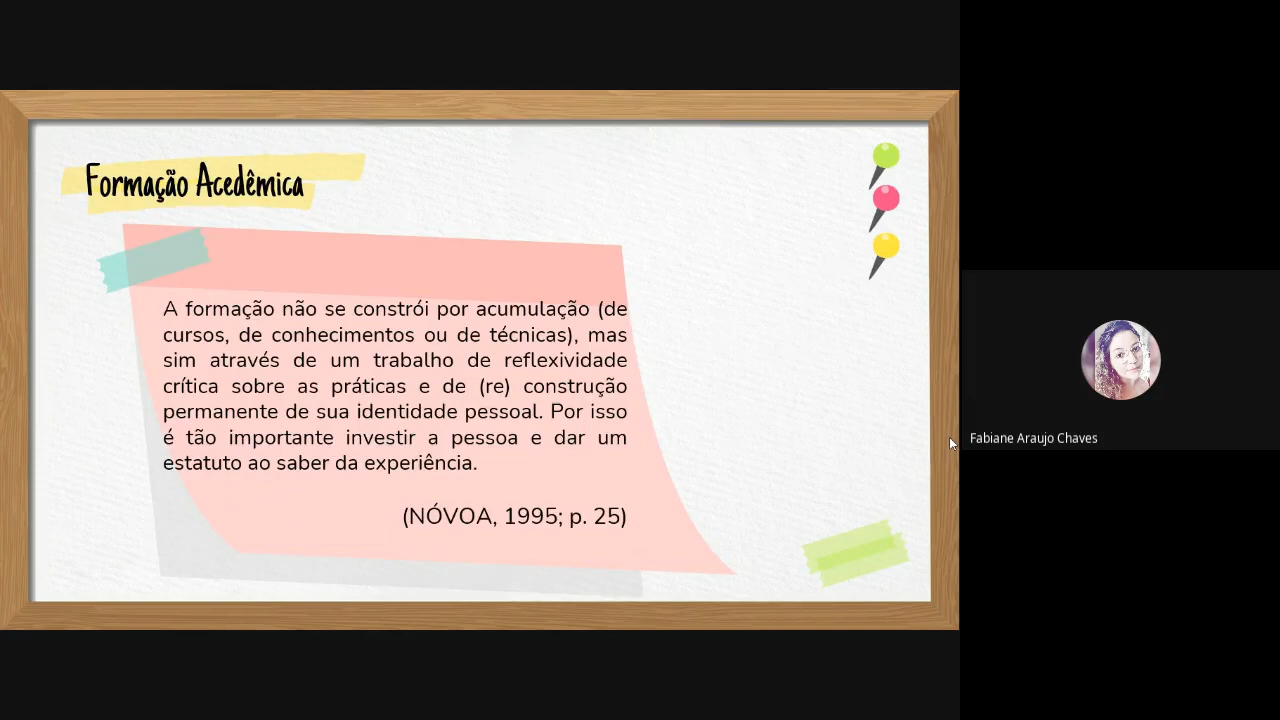 Formação Acedêmica
A formação não se constrói por acumulação (de
cursos, de conhecimentos ou de técnicas), mas
sim através de um trabalho de reflexividade
crítica sobre as práticas e de (re) construção
permanente de sua identidade pessoal. Por isso
é tão importante investir a pessoa e dar um
estatuto ao saber da experiência.
(NÓVOA, 1995; p. 25)
Fabiane Araujo Chaves